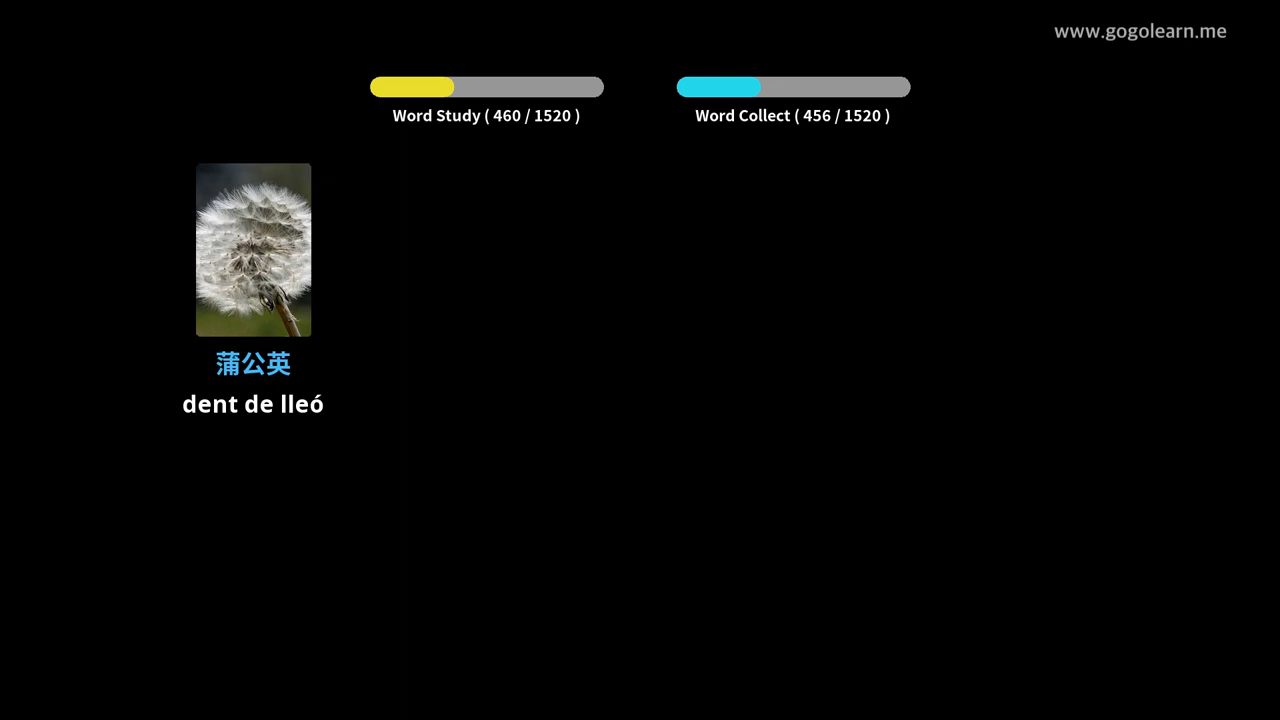 www.gogolearn.me
Word Study ( 460 / 1520 )
Word Collect ( 456 / 1520 )
蒲公英
dent de lleó